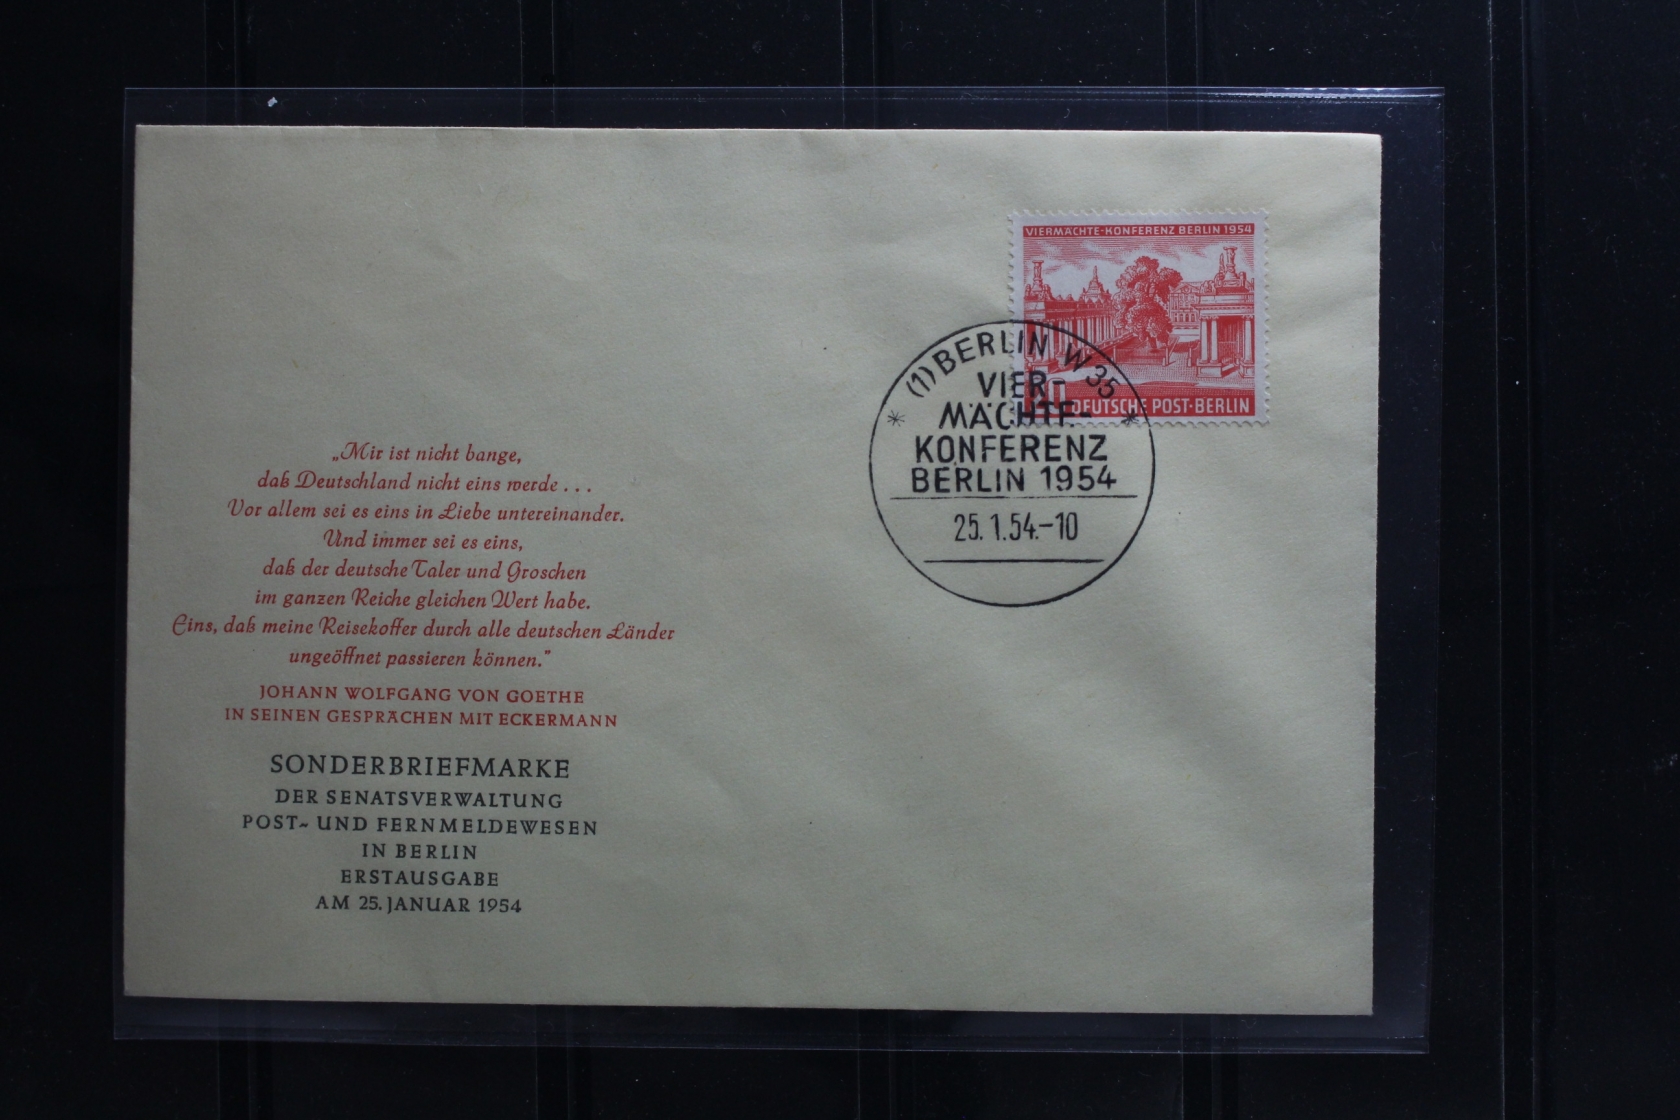 VIERMÄCHTE-KONFERENZ BERLIN 1954
20 DEUTSCHE POST·BERLIN
(1) BERLIN W 35
VIER-
MÄCHTE-
KONFERENZ
BERLIN 1954
25.1.54.-10
„Mir ist nicht bange,
daß Deutschland nicht eins werde . . .
Vor allem sei es eins in Liebe untereinander.
Und immer sei es eins,
daß der deutsche Taler und Groschen
im ganzen Reiche gleichen Wert habe.
Eins, daß meine Reisekoffer durch alle deutschen Länder
ungeöffnet passieren können."
JOHANN WOLFGANG VON GOETHE
IN SEINEN GESPRÄCHEN MIT ECKERMANN
SONDERBRIEFMARKE
DER SENATSVERWALTUNG
POST- UND FERNMELDEWESEN
IN BERLIN
ERSTAUSGABE
AM 25. JANUAR 1954